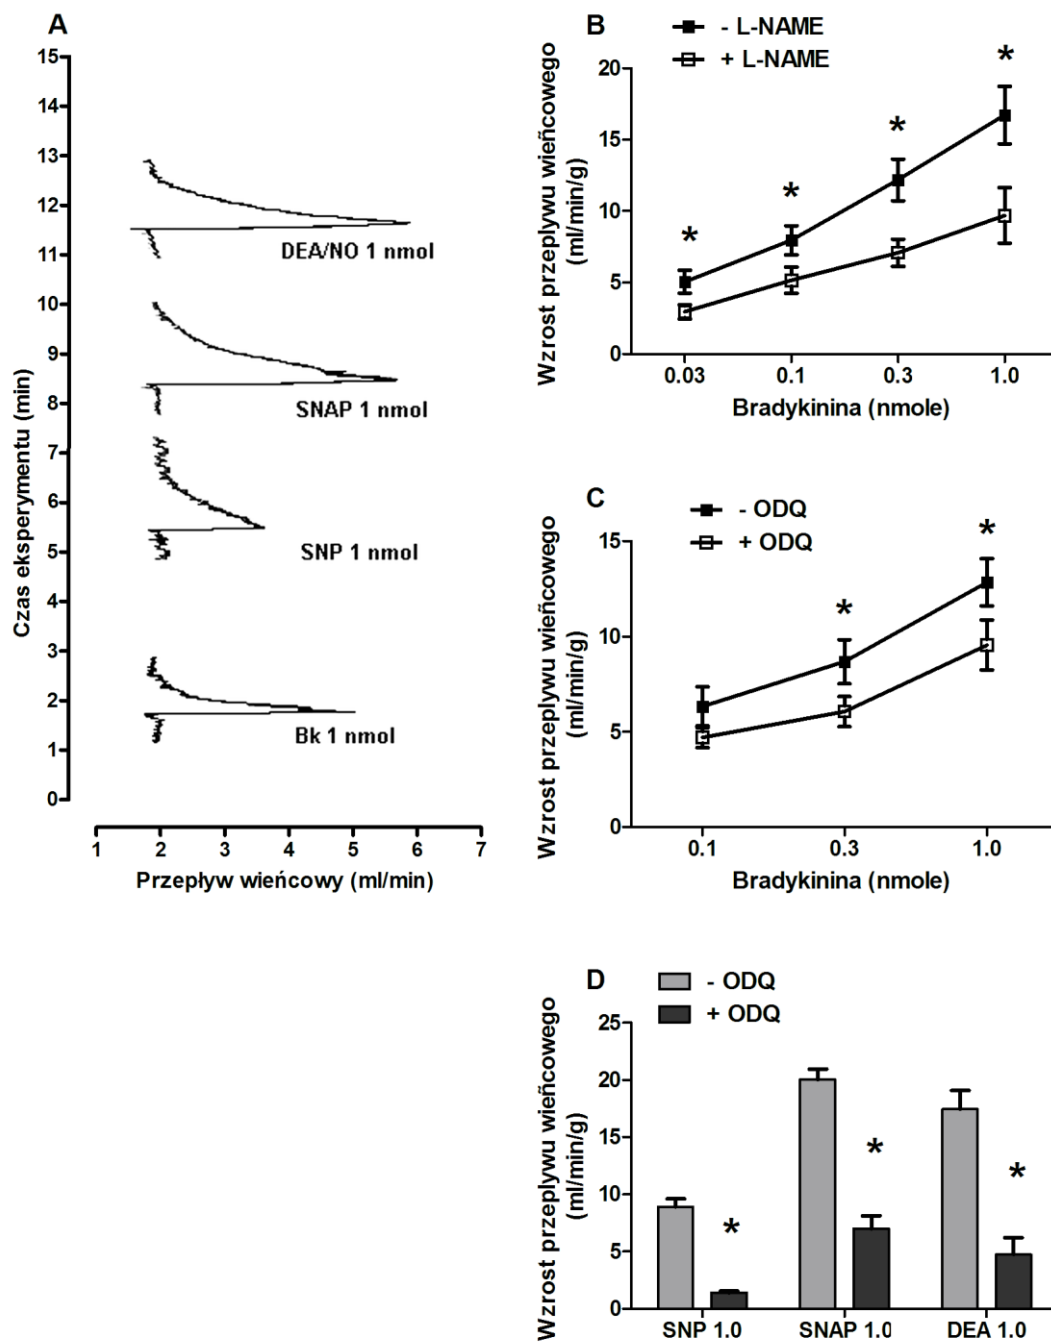 A
15
14
13
12
11
10
9
8
7
6
5
4
3
2
1
0
Czas eksperymentu (min)
DEA/NO 1 nmol
SNAP 1 nmol
SNP 1 nmol
Bk 1 nmol
1 2 3 4 5 6 7
Przepływ wieńcowy (ml/min)
B
- L-NAME
+ L-NAME
Wzrost przepływu wieńcowego
(ml/min/g)
20
15
10
5
0
* * * *
0.03 0.1 0.3 1.0
Bradykinina (nmole)
C
- ODQ
+ ODQ
Wzrost przepływu wieńcowego
(ml/min/g)
15
10
5
0
* *
0.1 0.3 1.0
Bradykinina (nmole)
D
- ODQ
+ ODQ
Wzrost przepływu wieńcowego
(ml/min/g)
25
20
15
10
5
0
* * *
SNP 1.0 SNAP 1.0 DEA 1.0